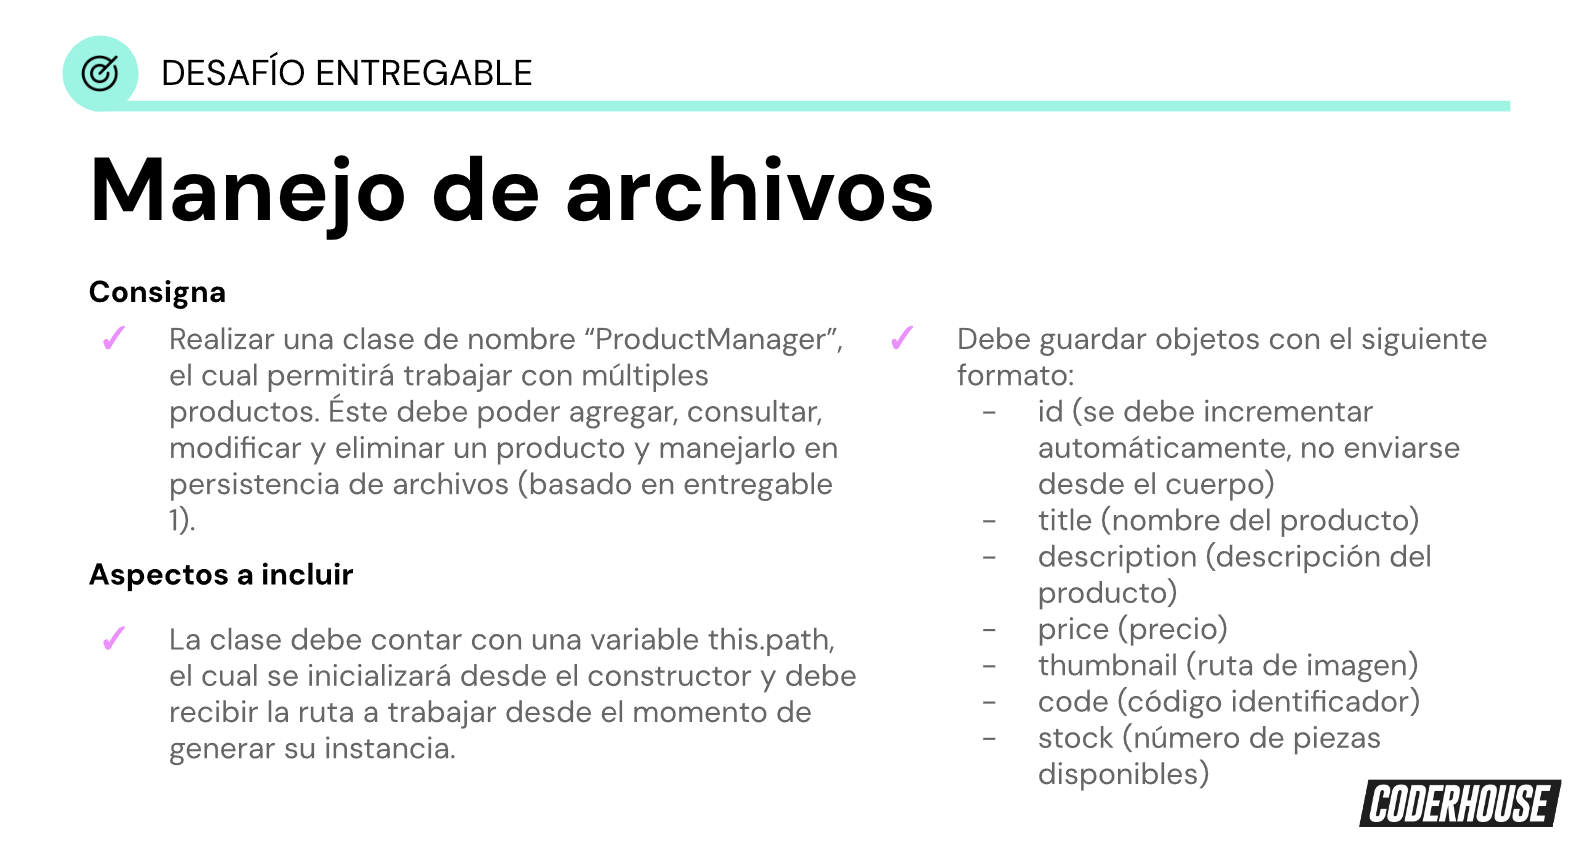 DESAFÍO ENTREGABLE
Manejo de archivos
Consigna
✓ Realizar una clase de nombre “ProductManager”,
el cual permitirá trabajar con múltiples
productos. Éste debe poder agregar, consultar,
modificar y eliminar un producto y manejarlo en
persistencia de archivos (basado en entregable
1).
Aspectos a incluir
✓ La clase debe contar con una variable this.path,
el cual se inicializará desde el constructor y debe
recibir la ruta a trabajar desde el momento de
generar su instancia.
✓ Debe guardar objetos con el siguiente
formato:
- id (se debe incrementar
automáticamente, no enviarse
desde el cuerpo)
- title (nombre del producto)
- description (descripción del
producto)
- price (precio)
- thumbnail (ruta de imagen)
- code (código identificador)
- stock (número de piezas
disponibles)
CODERHOUSE